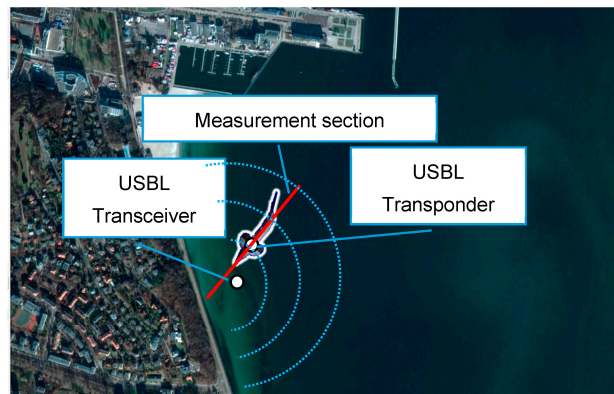 Measurement section
USBL
Transceiver
USBL
Transponder